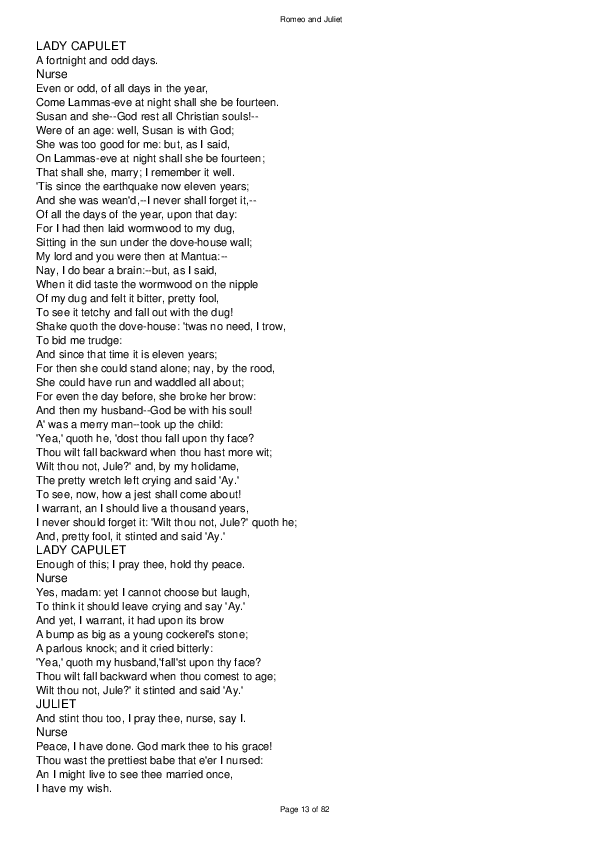 Romeo and Juliet
LADY CAPULET
A fortnight and odd days.
Nurse
Even or odd, of all days in the year,
Come Lammas-eve at night shall she be fourteen.
Susan and she--God rest all Christian souls!--
Were of an age: well, Susan is with God;
She was too good for me: but, as I said,
On Lammas-eve at night shall she be fourteen;
That shall she, marry; I remember it well.
'Tis since the earthquake now eleven years;
And she was wean'd,--I never shall forget it,--
Of all the days of the year, upon that day:
For I had then laid wormwood to my dug,
Sitting in the sun under the dove-house wall;
My lord and you were then at Mantua:--
Nay, I do bear a brain:--but, as I said,
When it did taste the wormwood on the nipple
Of my dug and felt it bitter, pretty fool,
To see it tetchy and fall out with the dug!
Shake quoth the dove-house: 'twas no need, I trow,
To bid me trudge:
And since that time it is eleven years;
For then she could stand alone; nay, by the rood,
She could have run and waddled all about;
For even the day before, she broke her brow:
And then my husband--God be with his soul!
A' was a merry man--took up the child:
'Yea,' quoth he, 'dost thou fall upon thy face?
Thou wilt fall backward when thou hast more wit;
Wilt thou not, Jule?' and, by my holidame,
The pretty wretch left crying and said 'Ay.'
To see, now, how a jest shall come about!
I warrant, an I should live a thousand years,
I never should forget it: 'Wilt thou not, Jule?' quoth he;
And, pretty fool, it stinted and said 'Ay.'
LADY CAPULET
Enough of this; I pray thee, hold thy peace.
Nurse
Yes, madam: yet I cannot choose but laugh,
To think it should leave crying and say 'Ay.'
And yet, I warrant, it had upon its brow
A bump as big as a young cockerel's stone;
A parlous knock; and it cried bitterly:
'Yea,' quoth my husband,'fall'st upon thy face?
Thou wilt fall backward when thou comest to age;
Wilt thou not, Jule?' it stinted and said 'Ay.'
JULIET
And stint thou too, I pray thee, nurse, say I.
Nurse
Peace, I have done. God mark thee to his grace!
Thou wast the prettiest babe that e'er I nursed:
An I might live to see thee married once,
I have my wish.
Page 13 of 82